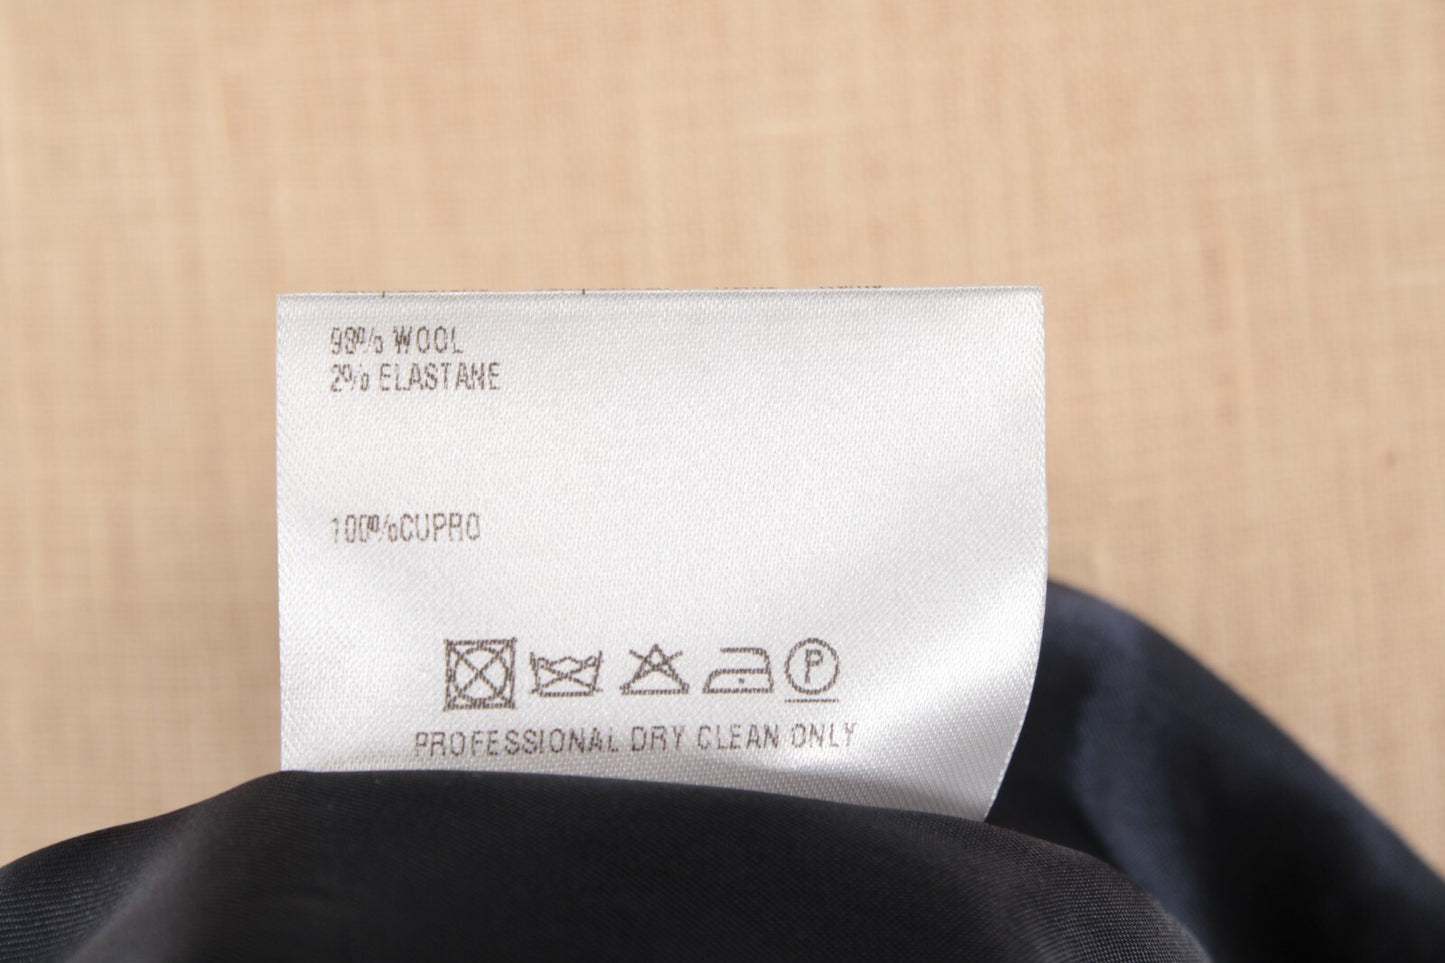 98% WOOL
2% ELASTANE
100%CUPRO
P
PROFESSIONAL DRY CLEAN ONLY